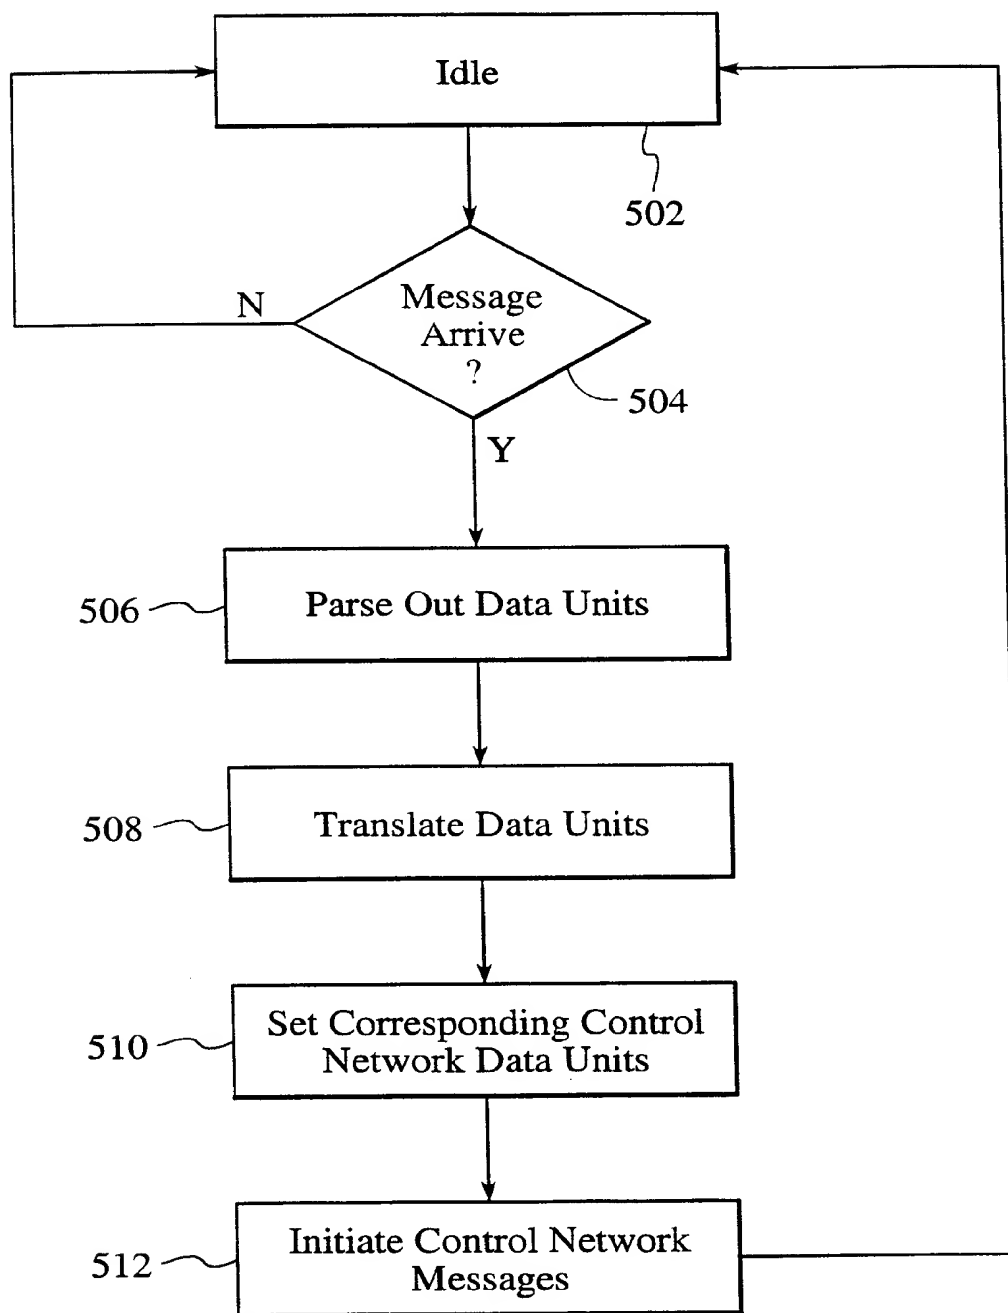 Idle
502
N
Message
Arrive
?
504
Y
506
Parse Out Data Units
508
Translate Data Units
510
Set Corresponding Control
Network Data Units
512
Initiate Control Network
Messages